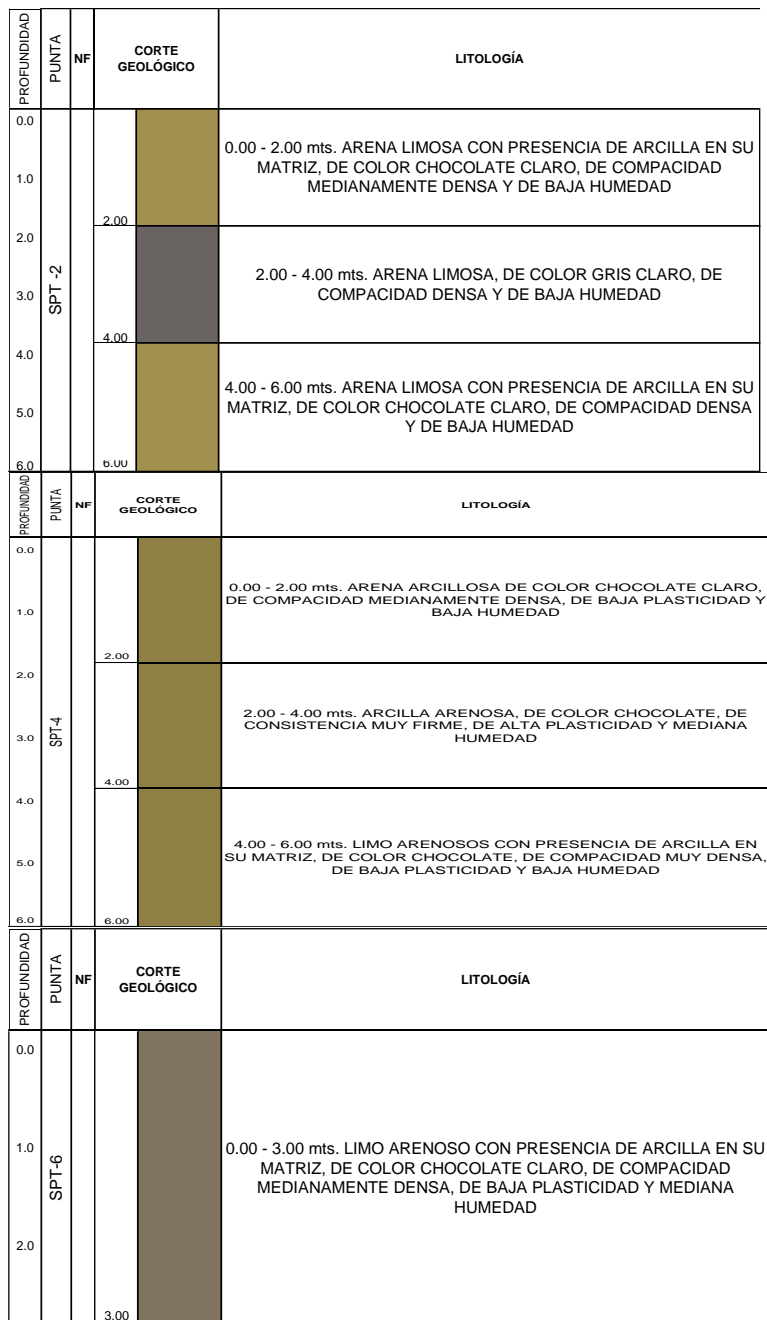 PROFUNDIDAD
PUNTA
NF
CORTE
GEOLÓGICO
LITOLOGÍA
0.0
1.0
2.0
3.0
4.0
5.0
6.0
SPT -2
2.00
4.00
6.00
0.00 - 2.00 mts. ARENA LIMOSA CON PRESENCIA DE ARCILLA EN SU
MATRIZ, DE COLOR CHOCOLATE CLARO, DE COMPACIDAD
MEDIANAMENTE DENSA Y DE BAJA HUMEDAD
2.00 - 4.00 mts. ARENA LIMOSA, DE COLOR GRIS CLARO, DE
COMPACIDAD DENSA Y DE BAJA HUMEDAD
4.00 - 6.00 mts. ARENA LIMOSA CON PRESENCIA DE ARCILLA EN SU
MATRIZ, DE COLOR CHOCOLATE CLARO, DE COMPACIDAD DENSA
Y DE BAJA HUMEDAD
PROFUNDIDAD
PUNTA
NF
CORTE
GEOLÓGICO
LITOLOGÍA
0.0
1.0
2.0
3.0
4.0
5.0
6.0
SPT-4
2.00
4.00
6.00
0.00 - 2.00 mts. ARENA ARCILLOSA DE COLOR CHOCOLATE CLARO,
DE COMPACIDAD MEDIANAMENTE DENSA, DE BAJA PLASTICIDAD Y
BAJA HUMEDAD
2.00 - 4.00 mts. ARCILLA ARENOSA, DE COLOR CHOCOLATE, DE
CONSISTENCIA MUY FIRME, DE ALTA PLASTICIDAD Y MEDIANA
HUMEDAD
4.00 - 6.00 mts. LIMO ARENOSOS CON PRESENCIA DE ARCILLA EN
SU MATRIZ, DE COLOR CHOCOLATE, DE COMPACIDAD MUY DENSA,
DE BAJA PLASTICIDAD Y BAJA HUMEDAD
PROFUNDIDAD
PUNTA
NF
CORTE
GEOLÓGICO
LITOLOGÍA
0.0
1.0
2.0
SPT-6
3.00
0.00 - 3.00 mts. LIMO ARENOSO CON PRESENCIA DE ARCILLA EN SU
MATRIZ, DE COLOR CHOCOLATE CLARO, DE COMPACIDAD
MEDIANAMENTE DENSA, DE BAJA PLASTICIDAD Y MEDIANA
HUMEDAD